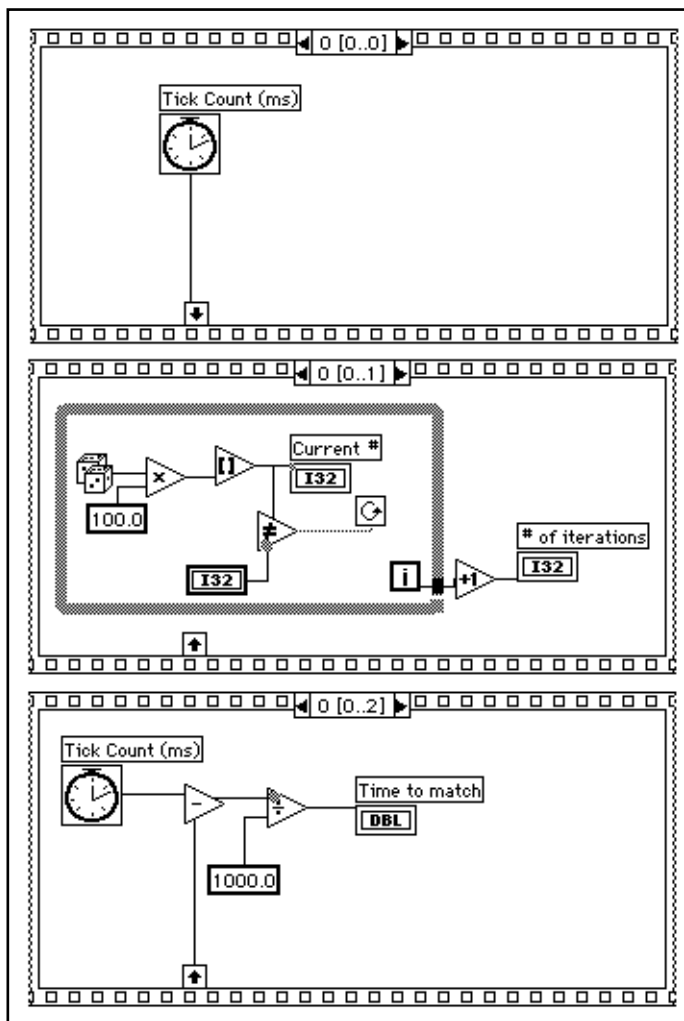 0 [0..0]
Tick Count (ms)
0 [0..1]
Current #
I32
100.0
# of iterations
I32
I32
i
+1
0 [0..2]
Tick Count (ms)
Time to match
DBL
1000.0